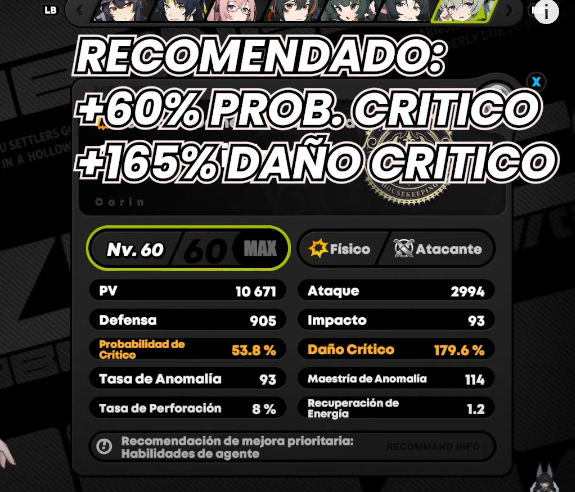 LB
RECOMENDADO:
+60% PROB. CRITICO
+165% DAÑO CRITICO
X
HOUSEKEEPING
Corin
Nv. 60 / 60 MAX
Físico / Atacante
PV 10 671
Ataque 2994
Defensa 905
Impacto 93
Probabilidad de Crítico 53.8 %
Daño Crítico 179.6 %
Tasa de Anomalía 93
Maestría de Anomalía 114
Tasa de Perforación 8 %
Recuperación de Energía 1.2
Recomendación de mejora prioritaria:
Habilidades de agente
RECOMMAND INFO